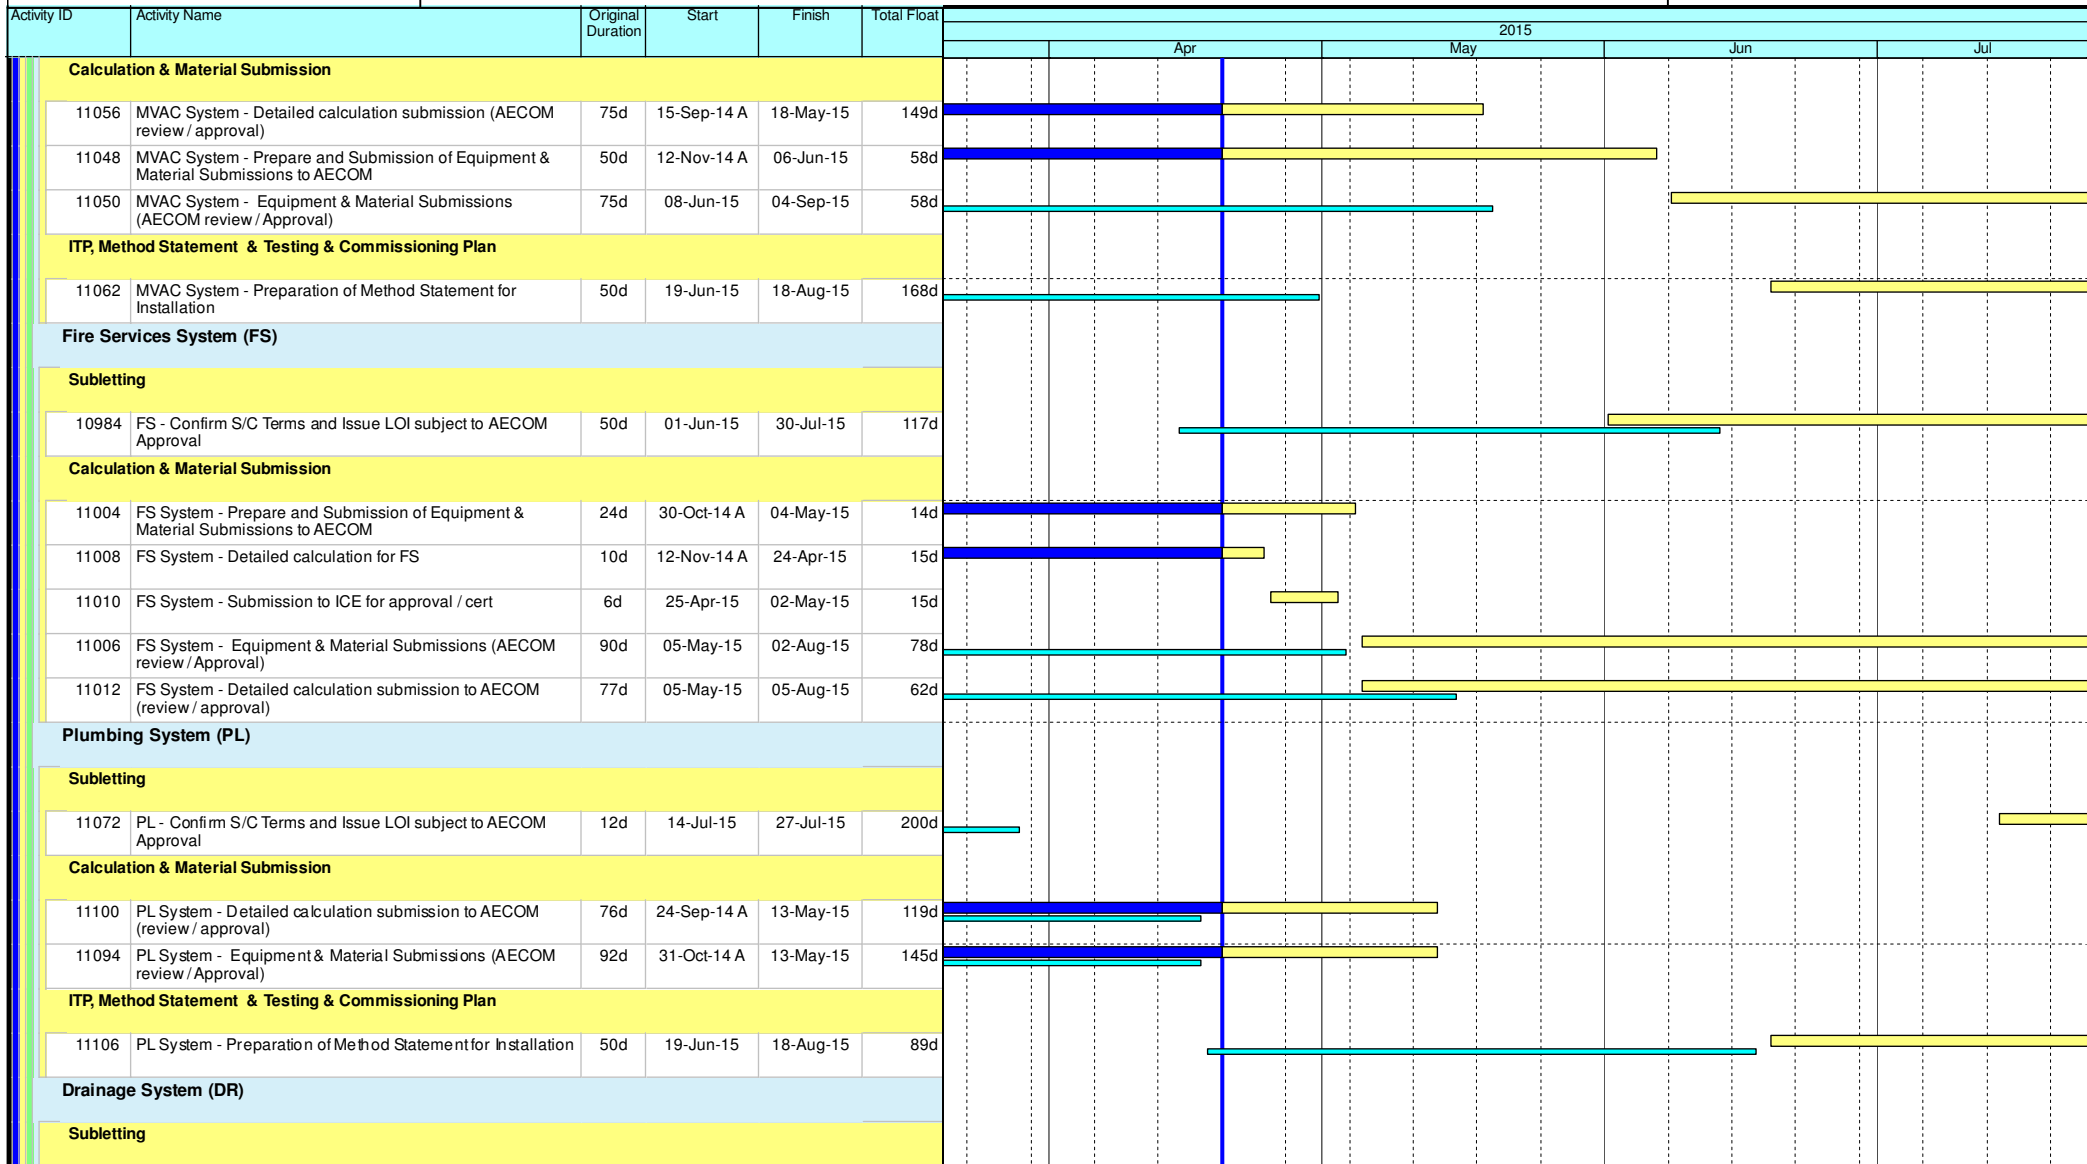 Activity ID Activity Name Original Start Finish Total Float
Duration
2015
Apr May Jun Jul
Calculation & Material Submission
11056 MVAC System - Detailed calculation submission (AECOM 75d 15-Sep-14 A 18-May-15 149d
review / approval)
11048 MVAC System - Prepare and Submission of Equipment & 50d 12-Nov-14 A 06-Jun-15 58d
Material Submissions to AECOM
11050 MVAC System - Equipment & Material Submissions 75d 08-Jun-15 04-Sep-15 58d
(AECOM review / Approval)
ITP, Method Statement & Testing & Commissioning Plan
11062 MVAC System - Preparation of Method Statement for 50d 19-Jun-15 18-Aug-15 168d
Installation
Fire Services System (FS)
Subletting
10984 FS - Confirm S/C Terms and Issue LOI subject to AECOM 50d 01-Jun-15 30-Jul-15 117d
Approval
Calculation & Material Submission
11004 FS System - Prepare and Submission of Equipment & 24d 30-Oct-14 A 04-May-15 14d
Material Submissions to AECOM
11008 FS System - Detailed calculation for FS 10d 12-Nov-14 A 24-Apr-15 15d
11010 FS System - Submission to ICE for approval / cert 6d 25-Apr-15 02-May-15 15d
11006 FS System - Equipment & Material Submissions (AECOM 90d 05-May-15 02-Aug-15 78d
review / Approval)
11012 FS System - Detailed calculation submission to AECOM 77d 05-May-15 05-Aug-15 62d
(review / approval)
Plumbing System (PL)
Subletting
11072 PL - Confirm S/C Terms and Issue LOI subject to AECOM 12d 14-Jul-15 27-Jul-15 200d
Approval
Calculation & Material Submission
11100 PL System - Detailed calculation submission to AECOM 76d 24-Sep-14 A 13-May-15 119d
(review / approval)
11094 PL System - Equipment & Material Submissions (AECOM 92d 31-Oct-14 A 13-May-15 145d
review / Approval)
ITP, Method Statement & Testing & Commissioning Plan
11106 PL System - Preparation of Method Statement for Installation 50d 19-Jun-15 18-Aug-15 89d
Drainage System (DR)
Subletting